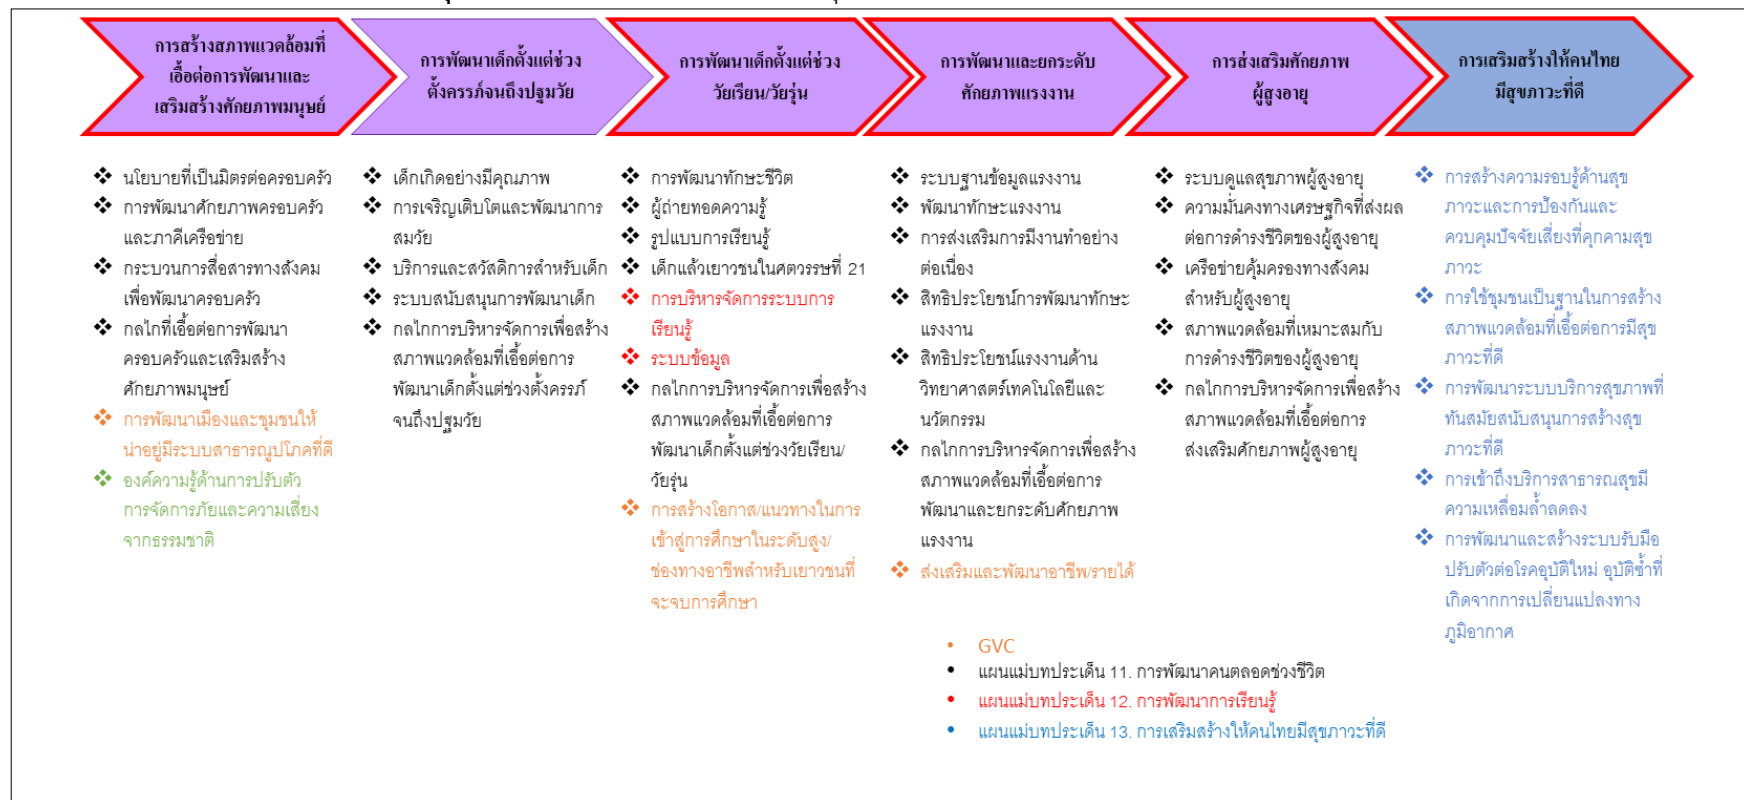 การสร้างสภาพแวดล้อมที่
เอื้อต่อการพัฒนาและ
เสริมสร้างศักยภาพมนุษย์
การพัฒนาเด็กตั้งแต่ช่วง
ตั้งครรภ์จนถึงปฐมวัย
การพัฒนาเด็กตั้งแต่ช่วง
วัยเรียน/วัยรุ่น
การพัฒนาและยกระดับ
ศักยภาพแรงงาน
การส่งเสริมศักยภาพ
ผู้สูงอายุ
การเสริมสร้างให้คนไทย
มีสุขภาวะที่ดี
❖ นโยบายที่เป็นมิตรต่อครอบครัว
❖ การพัฒนาศักยภาพครอบครัว
และภาคีเครือข่าย
❖ กระบวนการสื่อสารทางสังคม
เพื่อพัฒนาครอบครัว
❖ กลไกที่เอื้อต่อการพัฒนา
ครอบครัวและเสริมสร้าง
ศักยภาพมนุษย์
❖ การพัฒนาเมืองและชุมชนให้
น่าอยู่มีระบบสาธารณูปโภคที่ดี
❖ องค์ความรู้ด้านการปรับตัว
การจัดการภัยและความเสี่ยง
จากธรรมชาติ
❖ เด็กเกิดอย่างมีคุณภาพ
❖ การเจริญเติบโตและพัฒนาการ
สมวัย
❖ บริการและสวัสดิการสำหรับเด็ก
❖ ระบบสนับสนุนการพัฒนาเด็ก
❖ กลไกการบริหารจัดการเพื่อสร้าง
สภาพแวดล้อมที่เอื้อต่อการ
พัฒนาเด็กตั้งแต่ช่วงตั้งครรภ์
จนถึงปฐมวัย
❖ การพัฒนาทักษะชีวิต
❖ ผู้ถ่ายทอดความรู้
❖ รูปแบบการเรียนรู้
❖ เด็กแล้วเยาวชนในศตวรรษที่ 21
❖ การบริหารจัดการระบบการ
เรียนรู้
❖ ระบบข้อมูล
❖ กลไกการบริหารจัดการเพื่อสร้าง
สภาพแวดล้อมที่เอื้อต่อการ
พัฒนาเด็กตั้งแต่ช่วงวัยเรียน/
วัยรุ่น
❖ การสร้างโอกาส/แนวทางในการ
เข้าสู่การศึกษาในระดับสูง/
ช่องทางอาชีพสำหรับเยาวชนที่
จะจบการศึกษา
❖ ระบบฐานข้อมูลแรงงาน
❖ พัฒนาทักษะแรงงาน
❖ การส่งเสริมการมีงานทำอย่าง
ต่อเนื่อง
❖ สิทธิประโยชน์การพัฒนาทักษะ
แรงงาน
❖ สิทธิประโยชน์แรงงานด้าน
วิทยาศาสตร์เทคโนโลยีและ
นวัตกรรม
❖ กลไกการบริหารจัดการเพื่อสร้าง
สภาพแวดล้อมที่เอื้อต่อการ
พัฒนาและยกระดับศักยภาพ
แรงงาน
❖ ส่งเสริมและพัฒนาอาชีพ/รายได้
❖ ระบบดูแลสุขภาพผู้สูงอายุ
❖ ความมั่นคงทางเศรษฐกิจที่ส่งผล
ต่อการดำรงชีวิตของผู้สูงอายุ
❖ เครือข่ายคุ้มครองทางสังคม
สำหรับผู้สูงอายุ
❖ สภาพแวดล้อมที่เหมาะสมกับ
การดำรงชีวิตของผู้สูงอายุ
❖ กลไกการบริหารจัดการเพื่อสร้าง
สภาพแวดล้อมที่เอื้อต่อการ
ส่งเสริมศักยภาพผู้สูงอายุ
❖ การสร้างความรอบรู้ด้านสุข
ภาวะและการป้องกันและ
ควบคุมปัจจัยเสี่ยงที่คุกคามสุข
ภาวะ
❖ การใช้ชุมชนเป็นฐานในการสร้าง
สภาพแวดล้อมที่เอื้อต่อการมีสุข
ภาวะที่ดี
❖ การพัฒนาระบบบริการสุขภาพที่
ทันสมัยสนับสนุนการสร้างสุข
ภาวะที่ดี
❖ การเข้าถึงบริการสาธารณสุขมี
ความเหลื่อมล้ำลดลง
❖ การพัฒนาและสร้างระบบรับมือ
ปรับตัวต่อโรคอุบัติใหม่ อุบัติซ้ำที่
เกิดจากการเปลี่ยนแปลงทาง
ภูมิอากาศ
• GVC
• แผนแม่บทประเด็น 11. การพัฒนาคนตลอดช่วงชีวิต
• แผนแม่บทประเด็น 12. การพัฒนาการเรียนรู้
• แผนแม่บทประเด็น 13. การเสริมสร้างให้คนไทยมีสุขภาวะที่ดี